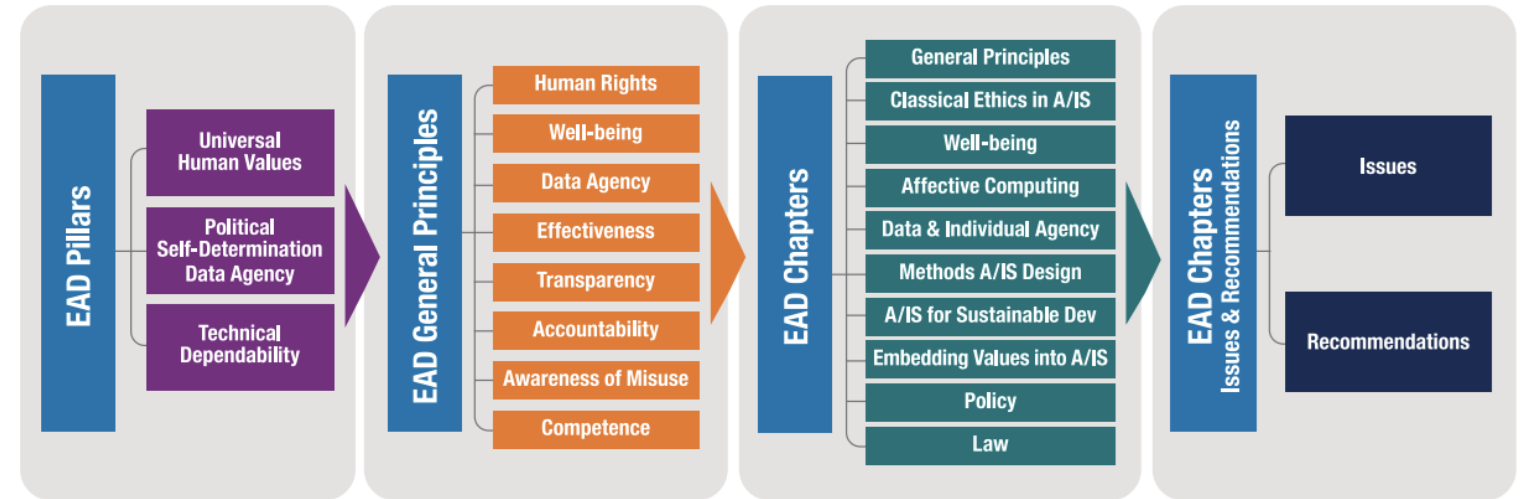 EAD Pillars
Universal
Human Values
Political
Self-Determination
Data Agency
Technical
Dependability
EAD General Principles
Human Rights
Well-being
Data Agency
Effectiveness
Transparency
Accountability
Awareness of Misuse
Competence
EAD Chapters
General Principles
Classical Ethics in A/IS
Well-being
Affective Computing
Data & Individual Agency
Methods A/IS Design
A/IS for Sustainable Dev
Embedding Values into A/IS
Policy
Law
EAD Chapters
Issues & Recommendations
Issues
Recommendations